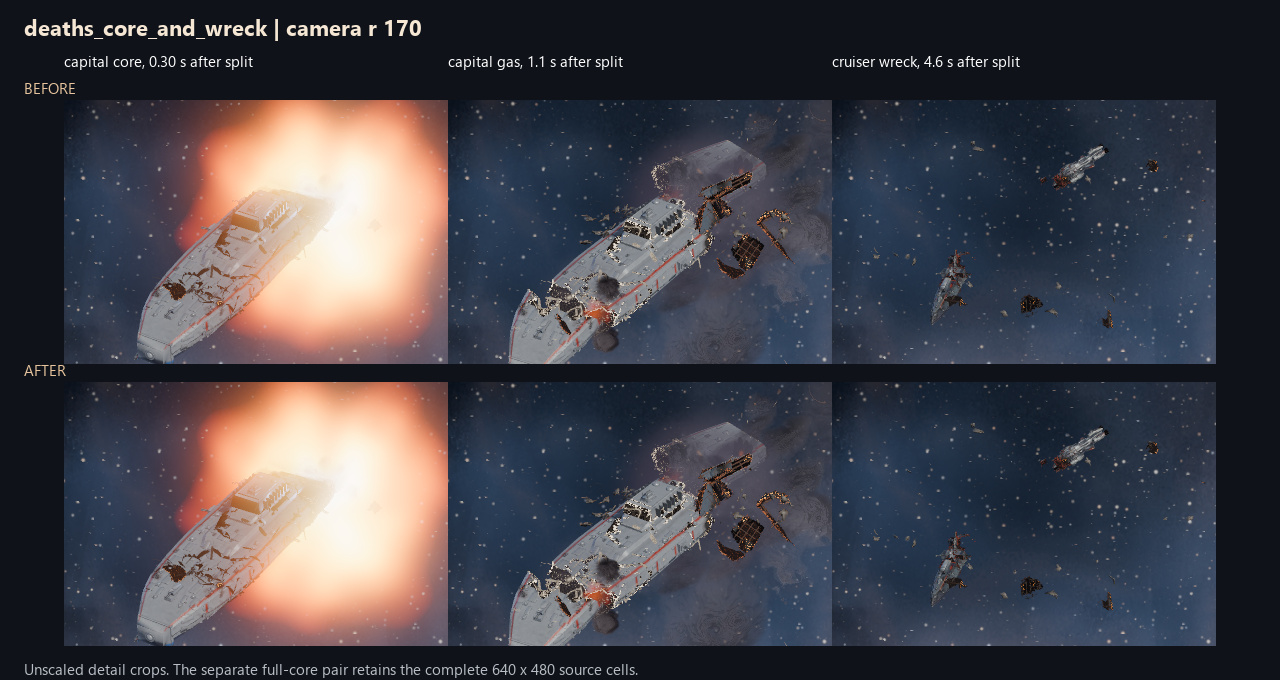 deaths_core_and_wreck | camera r 170
capital core, 0.30 s after split
capital gas, 1.1 s after split
cruiser wreck, 4.6 s after split
BEFORE
AFTER
Unscaled detail crops. The separate full-core pair retains the complete 640 x 480 source cells.